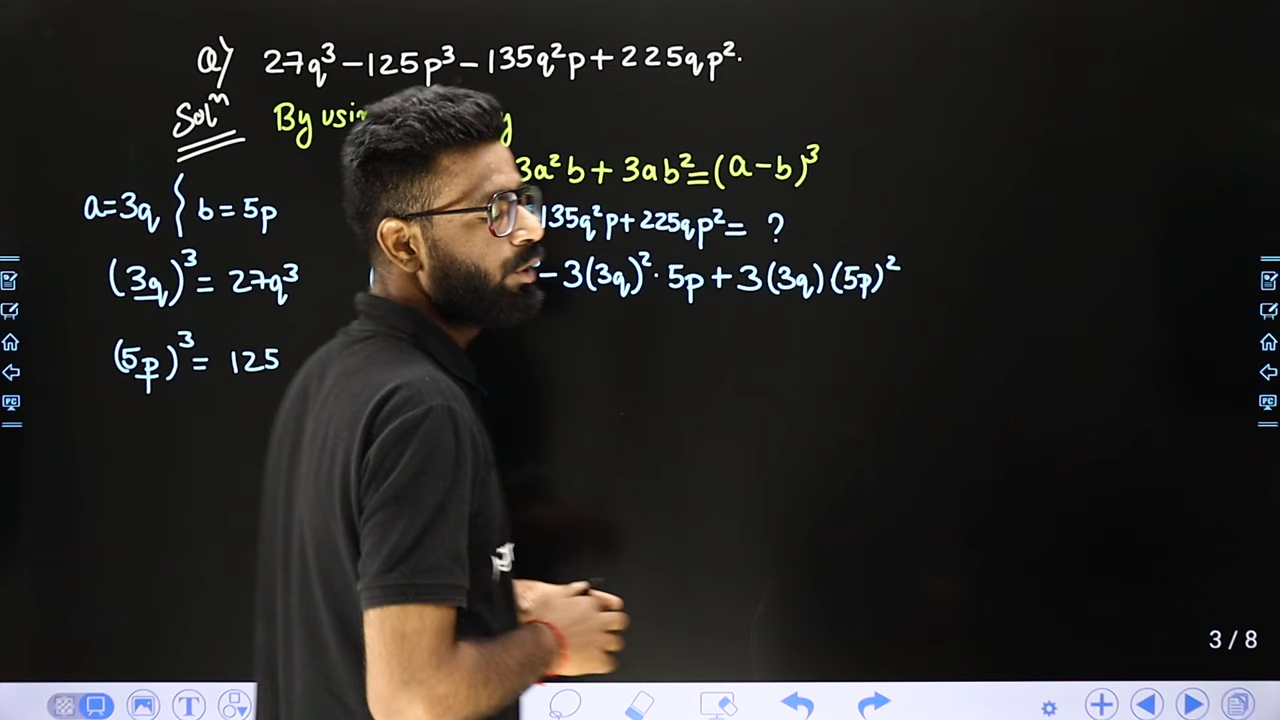 Q) 27q³ – 125p³ – 135q²p + 225qp².
Solⁿ By
3a²b + 3ab² = (a – b)³
a = 3q { b = 5p
135q²p + 225qp² = ?
(3q)³ = 27q³
– 3(3q)² · 5p + 3(3q)(5p)²
(5p)³ = 125
3 / 8